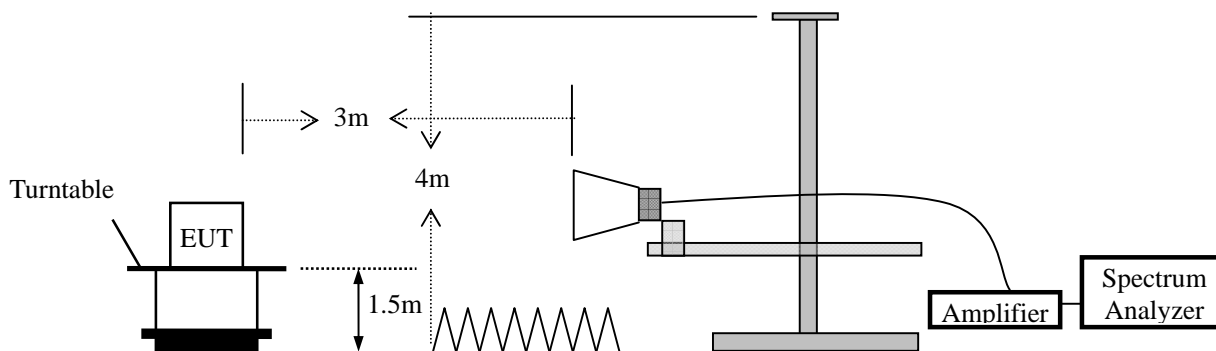 3m
4m
Turntable
EUT
1.5m
Amplifier
Spectrum
Analyzer